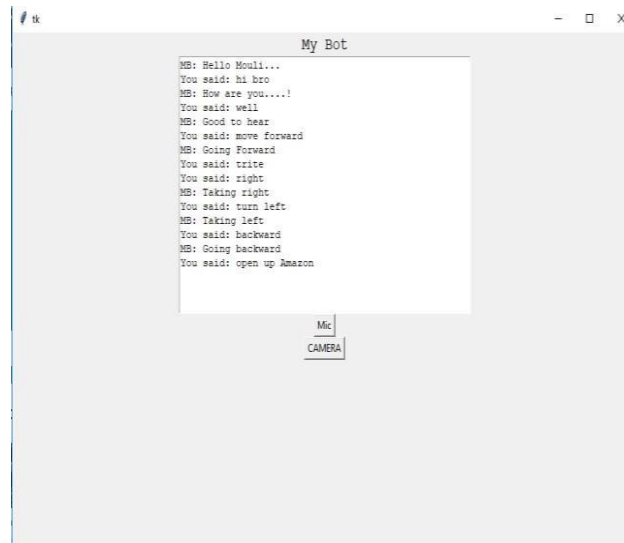 tk
My Bot
MB: Hello Mouli...
You said: hi bro
MB: How are you....!
You said: well
MB: Good to hear
You said: move forward
MB: Going Forward
You said: trite
You said: right
MB: Taking right
You said: turn left
MB: Taking left
You said: backward
MB: Going backward
You said: open up Amazon
Mic
CAMERA